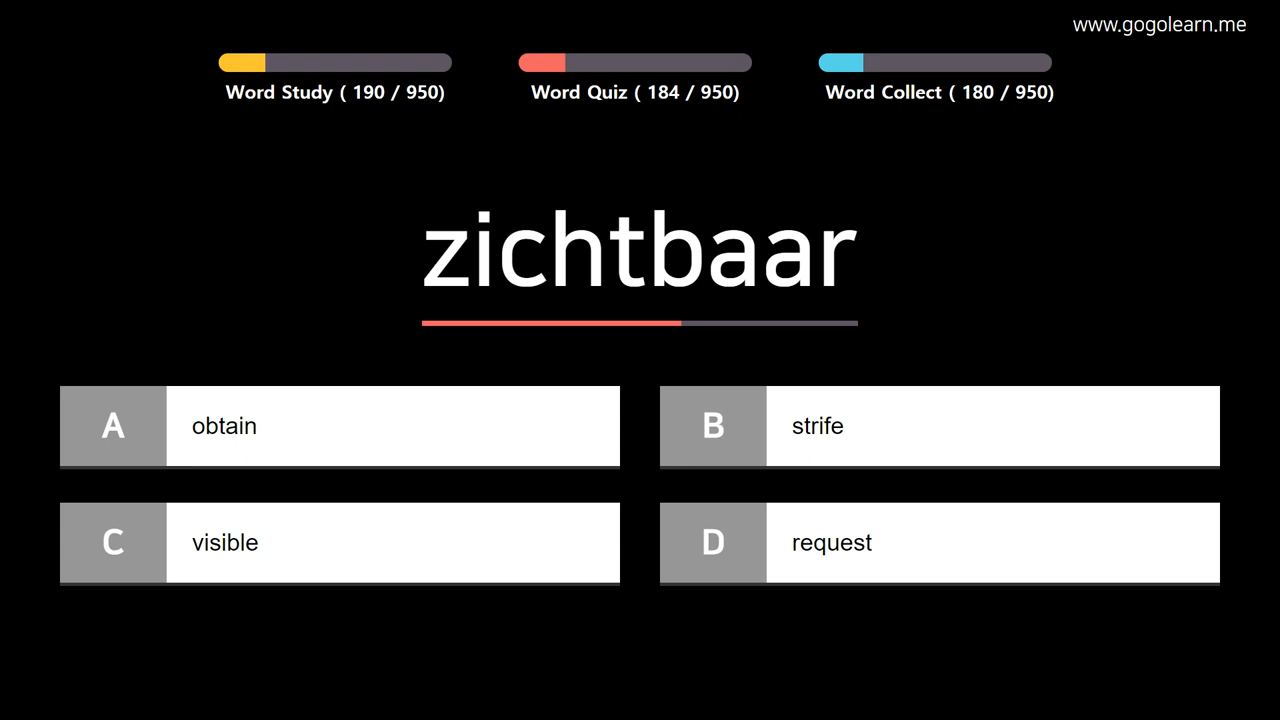 www.gogolearn.me
Word Study ( 190 / 950)
Word Quiz ( 184 / 950)
Word Collect ( 180 / 950)
zichtbaar
A obtain
B strife
C visible
D request